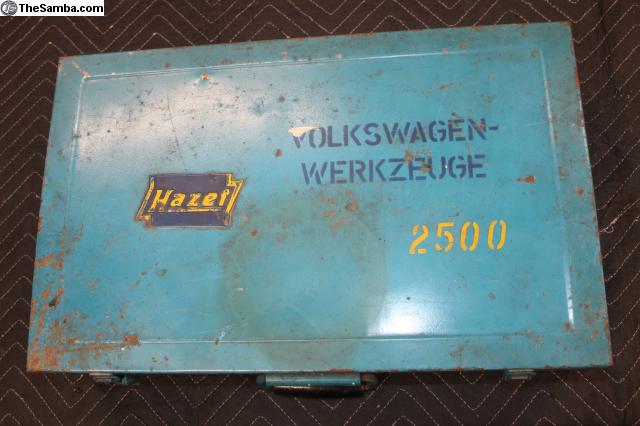 TheSamba.com
VOLKSWAGEN-
WERKZEUGE
Hazet
2500